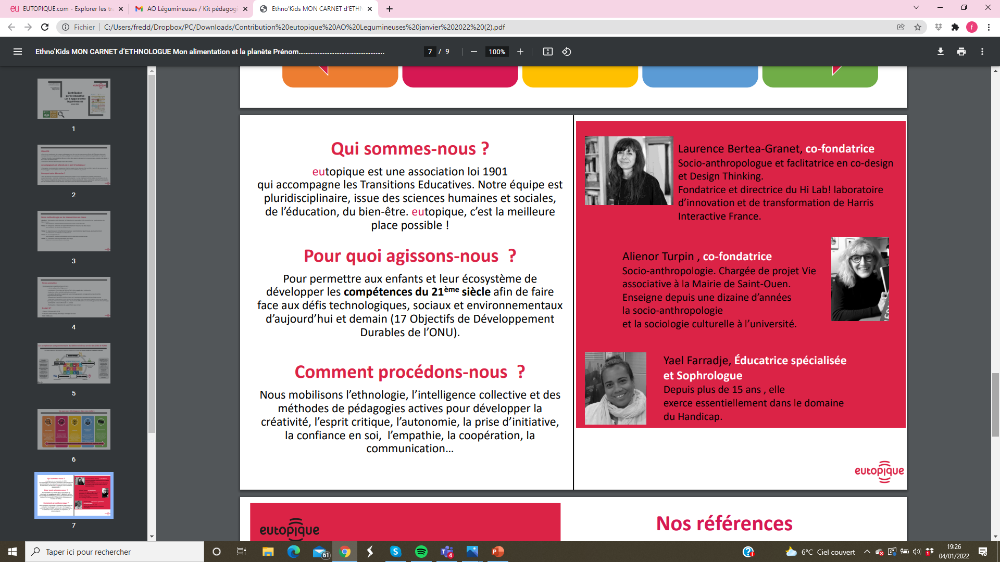 EUTOPIQUE.com - Explorer les tra
AO Légumineuses / Kit pédagog
Ethno'Kids MON CARNET d'ETHN
Fichier
C:/Users/fredd/Dropbox/PC/Downloads/Contribution%20eutopique%20AO%20Legumineuses%20janvier%202022%20(2).pdf
f
Ethno'Kids MON CARNET d'ETHNOLOGUE Mon alimentation et la planète Prénom…………………………………………..
7 / 9
100%
Contribution
partie éducative
Lot 4 Appel d'offre
Légumineuses
1
2
3
4
5
6
7
Qui sommes-nous ?
eutopique est une association loi 1901
qui accompagne les Transitions Educatives. Notre équipe est
pluridisciplinaire, issue des sciences humaines et sociales,
de l'éducation, du bien-être. eutopique, c'est la meilleure
place possible !
Pour quoi agissons-nous ?
Pour permettre aux enfants et leur écosystème de
développer les compétences du 21ème siècle afin de faire
face aux défis technologiques, sociaux et environnementaux
d'aujourd'hui et demain (17 Objectifs de Développement
Durables de l'ONU).
Comment procédons-nous ?
Nous mobilisons l'ethnologie, l'intelligence collective et des
méthodes de pédagogies actives pour développer la
créativité, l'esprit critique, l'autonomie, la prise d'initiative,
la confiance en soi, l'empathie, la coopération, la
communication…
Laurence Bertea-Granet, co-fondatrice
Socio-anthropologue et faclitatrice en co-design
et Design Thinking.
Fondatrice et directrice du Hi Lab! laboratoire
d'innovation et de transformation de Harris
Interactive France.
Alienor Turpin , co-fondatrice
Socio-anthropologie. Chargée de projet Vie
associative à la Mairie de Saint-Ouen.
Enseigne depuis une dizaine d'années
la socio-anthropologie
et la sociologie culturelle à l'université.
Yael Farradje, Éducatrice spécialisée
et Sophrologue
Depuis plus de 15 ans , elle
exerce essentiellement dans le domaine
du Handicap.
eutopique
eutopique
Nos références
Taper ici pour rechercher
61
4
6°C Ciel couvert
19:26
04/01/2022